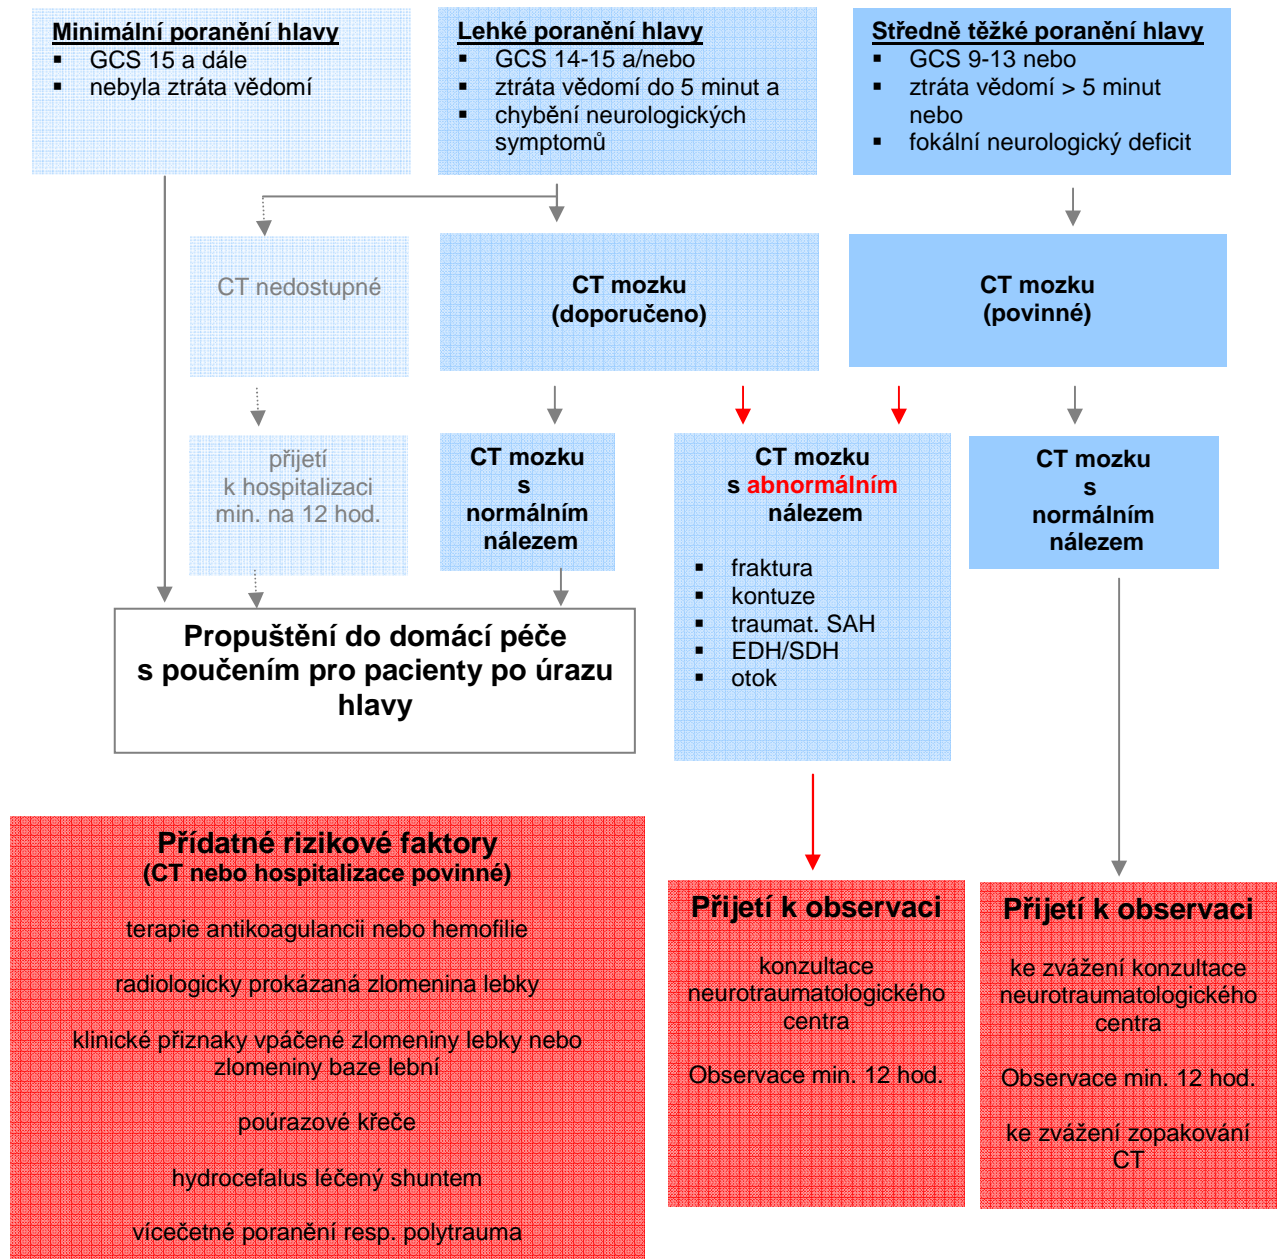 Minimální poranění hlavy
▪ GCS 15 a dále
▪ nebyla ztráta vědomí
Lehké poranění hlavy
▪ GCS 14-15 a/nebo
▪ ztráta vědomí do 5 minut a
▪ chybění neurologických
symptomů
Středně těžké poranění hlavy
▪ GCS 9-13 nebo
▪ ztráta vědomí > 5 minut
nebo
▪ fokální neurologický deficit
CT nedostupné
CT mozku
(doporučeno)
CT mozku
(povinné)
přijetí
k hospitalizaci
min. na 12 hod.
CT mozku
s
normálním
nálezem
CT mozku
s abnormálním
nálezem
▪ fraktura
▪ kontuze
▪ traumat. SAH
▪ EDH/SDH
▪ otok
CT mozku
s
normálním
nálezem
Propuštění do domácí péče
s poučením pro pacienty po úrazu
hlavy
Přídatné rizikové faktory
(CT nebo hospitalizace povinné)
terapie antikoagulancii nebo hemofilie
radiologicky prokázaná zlomenina lebky
klinické příznaky vpáčené zlomeniny lebky nebo
zlomeniny baze lební
poúrazové křeče
hydrocefalus léčený shuntem
vícečetné poranění resp. polytrauma
Přijetí k observaci
konzultace
neurotraumatologického
centra
Observace min. 12 hod.
Přijetí k observaci
ke zvážení konzultace
neurotraumatologického
centra
Observace min. 12 hod.
ke zvážení zopakování
CT